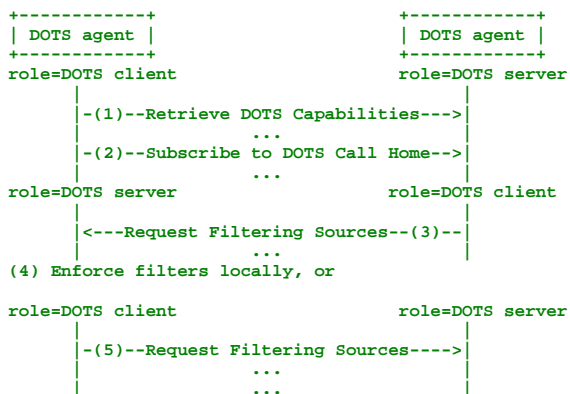 +-------------+ +-------------+
| DOTS agent | | DOTS agent |
+-------------+ +-------------+
role=DOTS client role=DOTS server
| |
|-(1)--Retrieve DOTS Capabilities--->|
| ... |
|-(2)--Subscribe to DOTS Call Home-->|
| ... |
role=DOTS server role=DOTS client
| |
|<---Request Filtering Sources--(3)--|
| ... |
(4) Enforce filters locally, or
role=DOTS client role=DOTS server
| |
|-(5)--Request Filtering Sources---->|
| ... |
| ... |